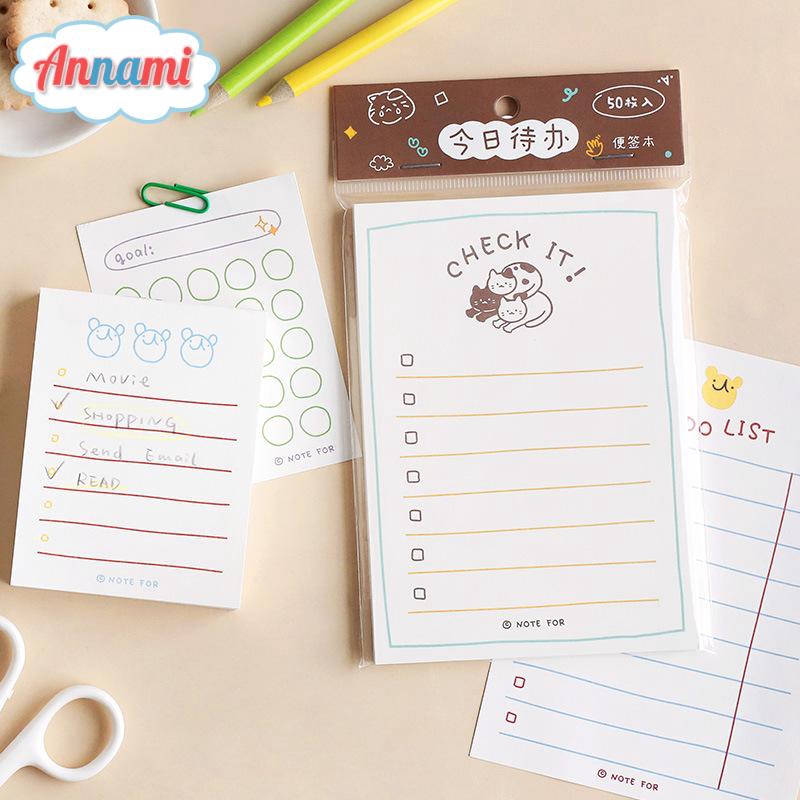 Annami
今日待办
50枚入
便签本
goal:
© NOTE FOR
Movie
SHOPPING
Send Email
READ
© NOTE FOR
CHECK IT!
© NOTE FOR
DO LIST
© NOTE FOR